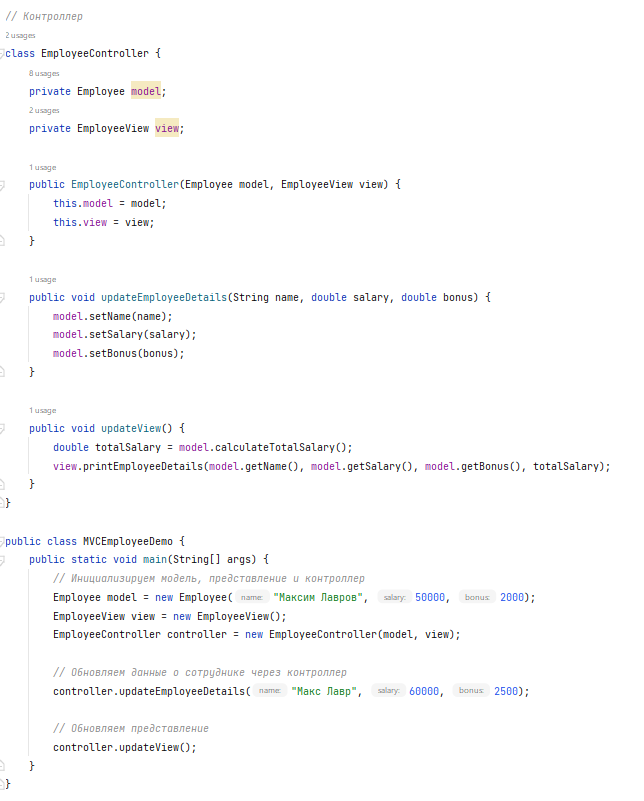 // Контроллер
2 usages
class EmployeeController {
8 usages
private Employee model;
2 usages
private EmployeeView view;
1 usage
public EmployeeController(Employee model, EmployeeView view) {
this.model = model;
this.view = view;
}
1 usage
public void updateEmployeeDetails(String name, double salary, double bonus) {
model.setName(name);
model.setSalary(salary);
model.setBonus(bonus);
}
1 usage
public void updateView() {
double totalSalary = model.calculateTotalSalary();
view.printEmployeeDetails(model.getName(), model.getSalary(), model.getBonus(), totalSalary);
}
}
public class MVCEmployeeDemo {
public static void main(String[] args) {
// Инициализируем модель, представление и контроллер
Employee model = new Employee( name: "Максим Лавров", salary: 50000, bonus: 2000);
EmployeeView view = new EmployeeView();
EmployeeController controller = new EmployeeController(model, view);
// Обновляем данные о сотруднике через контроллер
controller.updateEmployeeDetails( name: "Макс Лавр", salary: 60000, bonus: 2500);
// Обновляем представление
controller.updateView();
}
}